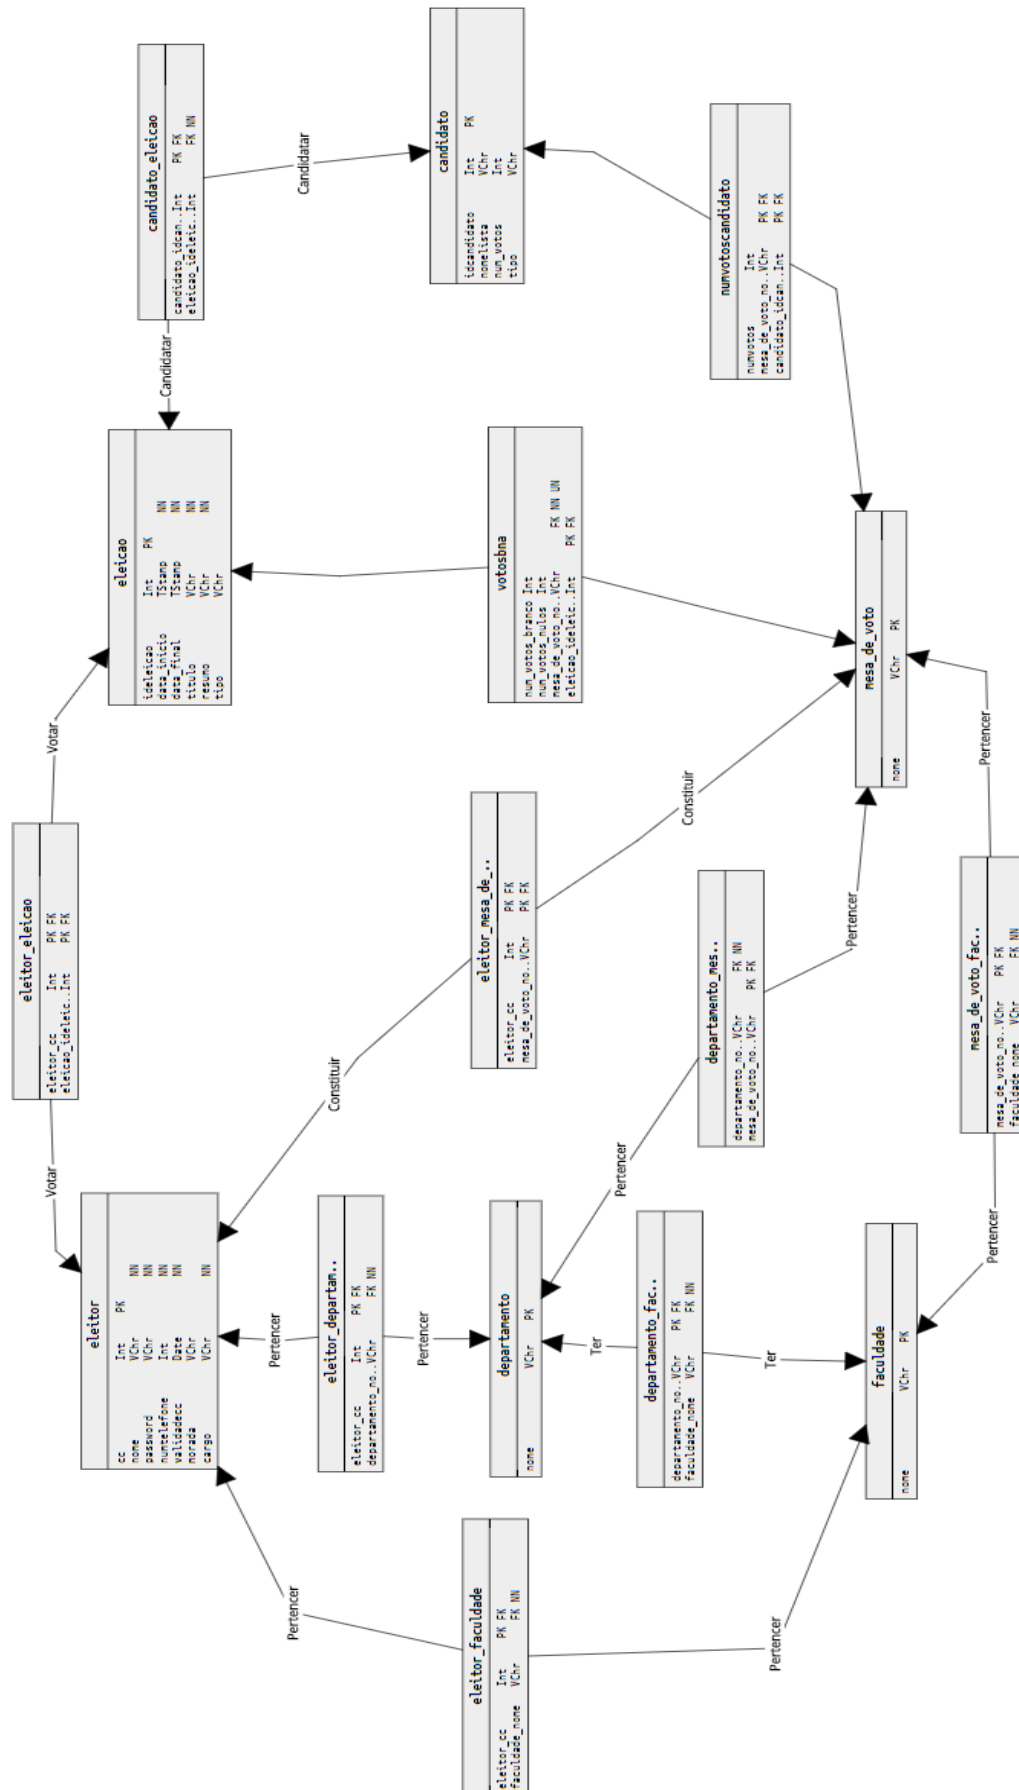 eleitor_faculdade
eleitor_cc Int PK FK
faculdade_nome VChr FK NN
Pertencer
Pertencer
eleitor
cc Int PK
nome VChr NN
password VChr NN
numtelefone Int NN
validadecc Date NN
morada VChr
cargo VChr NN
eleitor_departam..
eleitor_cc Int PK FK
departamento_no..VChr FK NN
Pertencer
Pertencer
departamento
nome VChr PK
departamento_fac..
departamento_no..VChr PK FK
faculdade_nome VChr FK NN
Ter
Ter
faculdade
nome VChr PK
Votar
eleitor_eleicao
eleitor_cc Int PK FK
eleicao_ideleic..Int PK FK
Votar
Constituir
eleitor_mesa_de_..
eleitor_cc Int PK FK
mesa_de_voto_no..VChr PK FK
Constituir
Pertencer
departamento_mes..
departamento_no..VChr FK NN
mesa_de_voto_no..VChr PK FK
Pertencer
Pertencer
mesa_de_voto_fac..
mesa_de_voto_no..VChr PK FK
faculdade_nome VChr FK NN
Pertencer
eleicao
ideleicao Int PK
data_inicio TStamp NN
data_final TStamp NN
titulo VChr NN
resumo VChr NN
tipo VChr
votosbna
num_votos_branco Int
num_votos_nulos Int
mesa_de_voto_no..VChr FK NN UN
eleicao_ideleic..Int PK FK
mesa_de_voto
nome VChr PK
Candidatar
candidato_eleicao
candidato_idcan..Int PK FK
eleicao_ideleic..Int FK NN
Candidatar
candidato
idcandidato Int PK
nomelista VChr
num_votos Int
tipo VChr
numvotoscandidato
numvotos Int
mesa_de_voto_no..VChr PK FK
candidato_idcan..Int PK FK